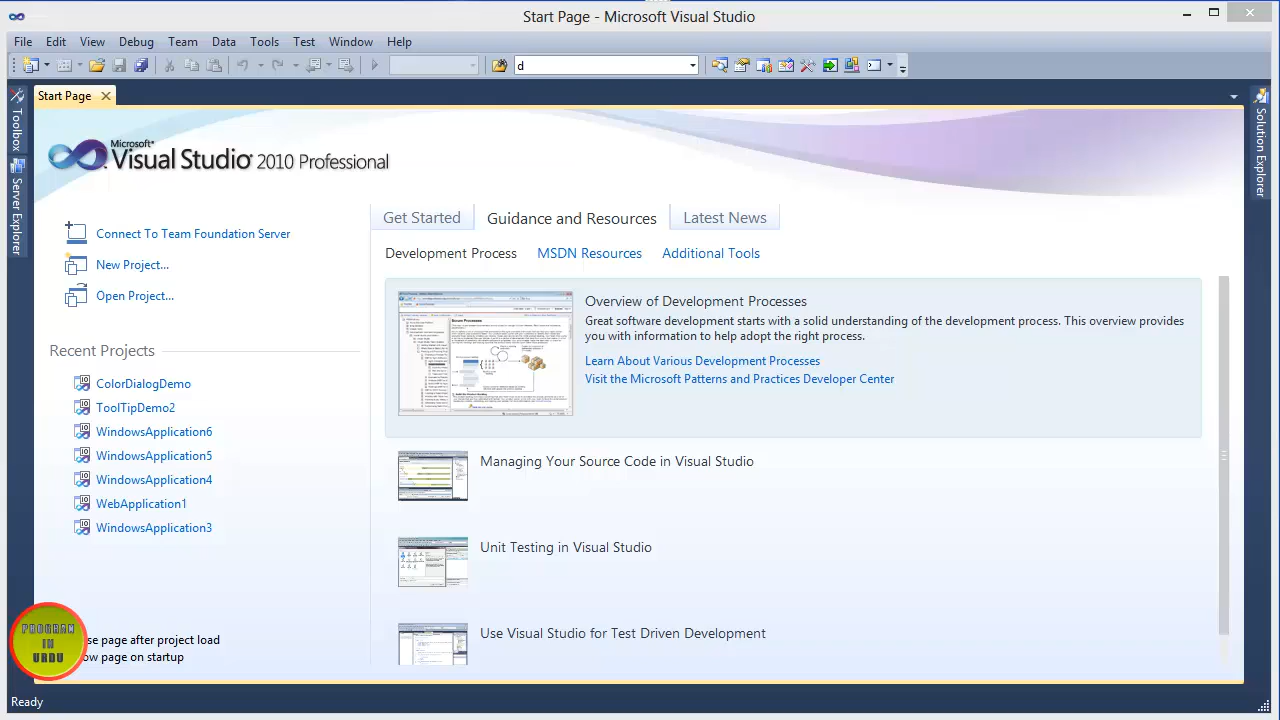 Start Page - Microsoft Visual Studio
File Edit View Debug Team Data Tools Test Window Help
d
Toolbox
Server Explorer
Start Page
Solution Explorer
Microsoft®
Visual Studio® 2010 Professional
Connect To Team Foundation Server
New Project...
Open Project...
Recent Projects
ColorDialogDemo
ToolTipDemo2
WindowsApplication6
WindowsApplication5
WindowsApplication4
WebApplication1
WindowsApplication3
Get Started Guidance and Resources Latest News
Development Process MSDN Resources Additional Tools
Overview of Development Processes
Great software development starts with a solid understanding of the development process. This content provides
you with information to help adopt the right process.
Learn About Various Development Processes
Visit the Microsoft Patterns and Practices Developer Center
Managing Your Source Code in Visual Studio
Unit Testing in Visual Studio
Use Visual Studio for Test Driven Development
page after project load
page on startup
PROGRAM
IN
URDU
Ready